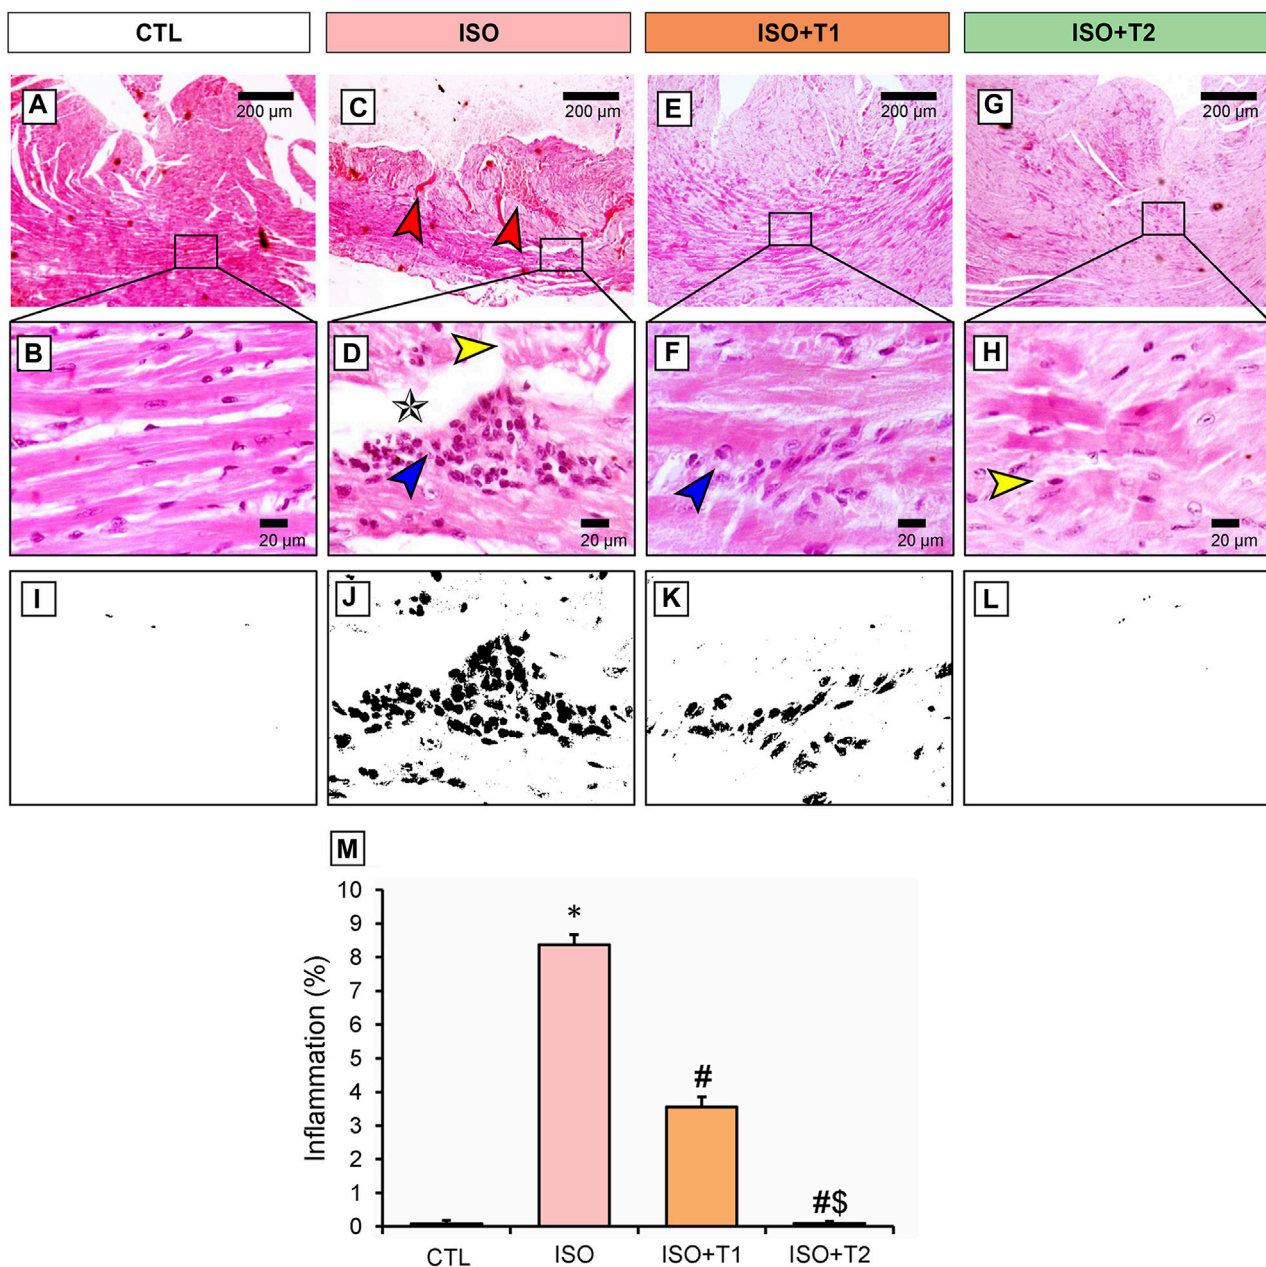 CTL
ISO
ISO+T1
ISO+T2
A
200 µm
C
200 µm
E
200 µm
G
200 µm
B
20 µm
D
20 µm
F
20 µm
H
20 µm
I
J
K
L
M
Inflammation (%)
10
9
8
7
6
5
4
3
2
1
0
*
#
#$
CTL
ISO
ISO+T1
ISO+T2